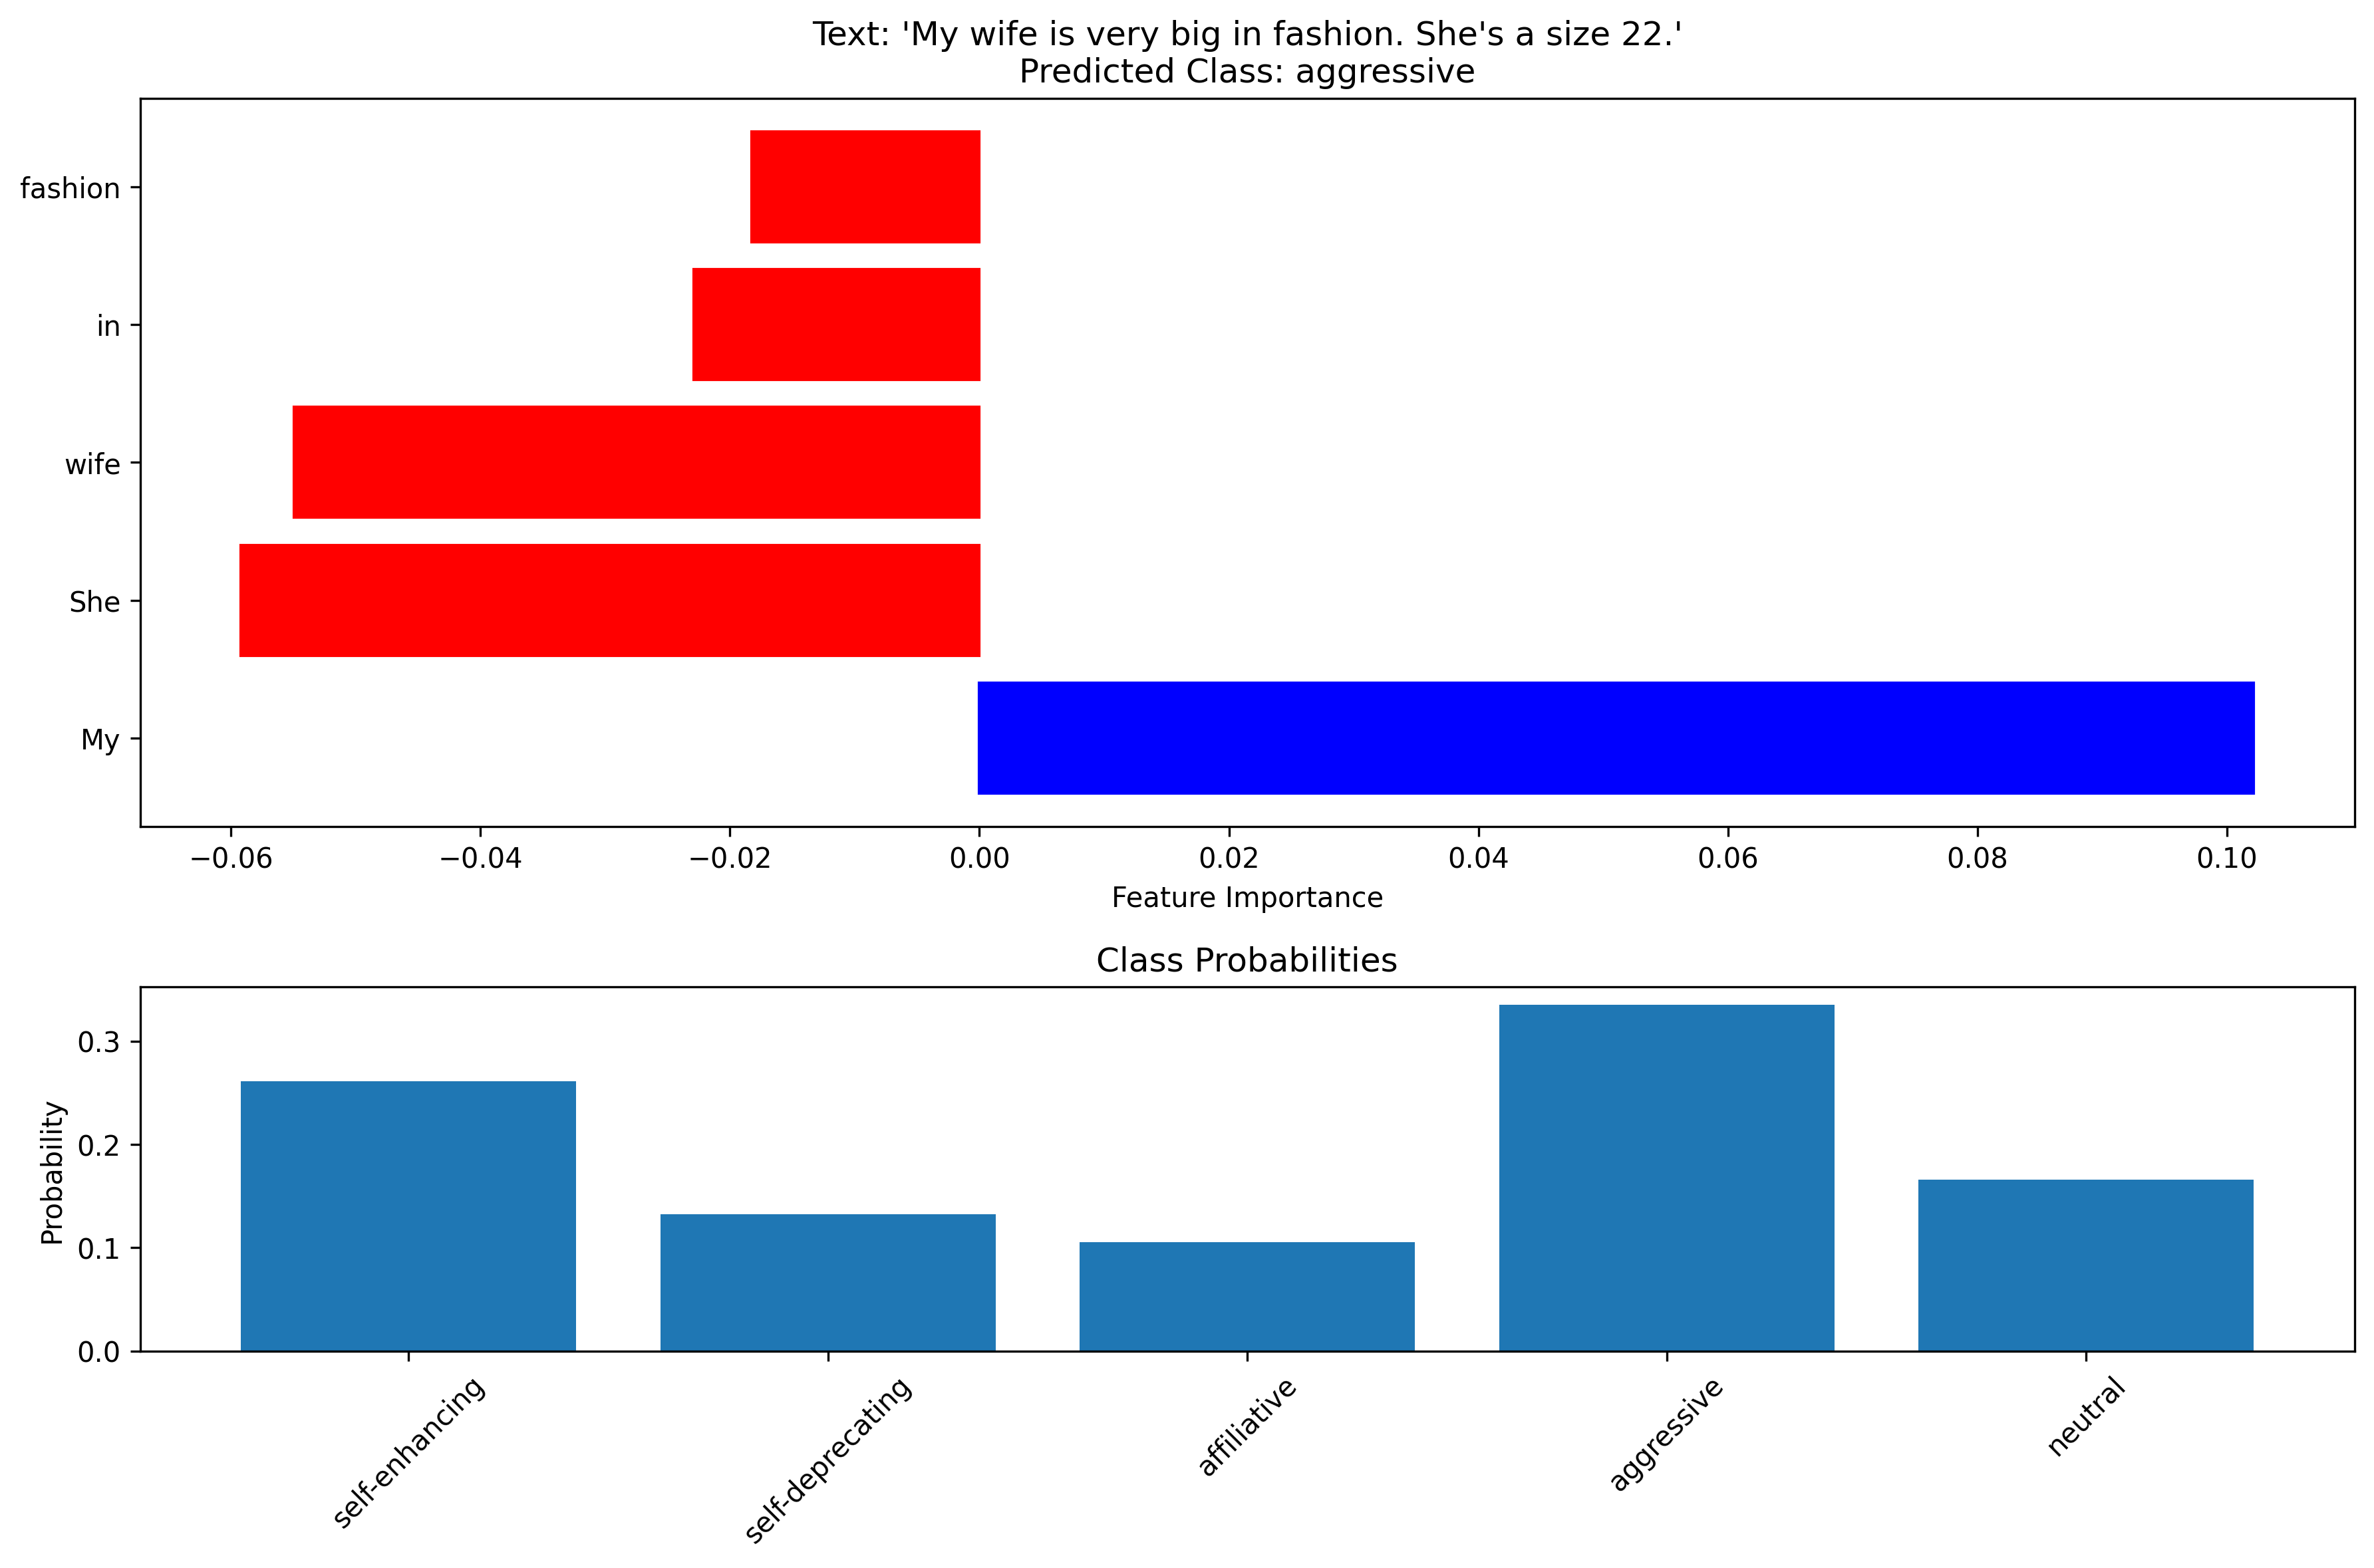 Text: 'My wife is very big in fashion. She's a size 22.'
Predicted Class: aggressive
fashion
in
wife
She
My
−0.06 −0.04 −0.02 0.00 0.02 0.04 0.06 0.08 0.10
Feature Importance
Class Probabilities
Probability
0.3
0.2
0.1
0.0
self-enhancing self-deprecating affiliative aggressive neutral